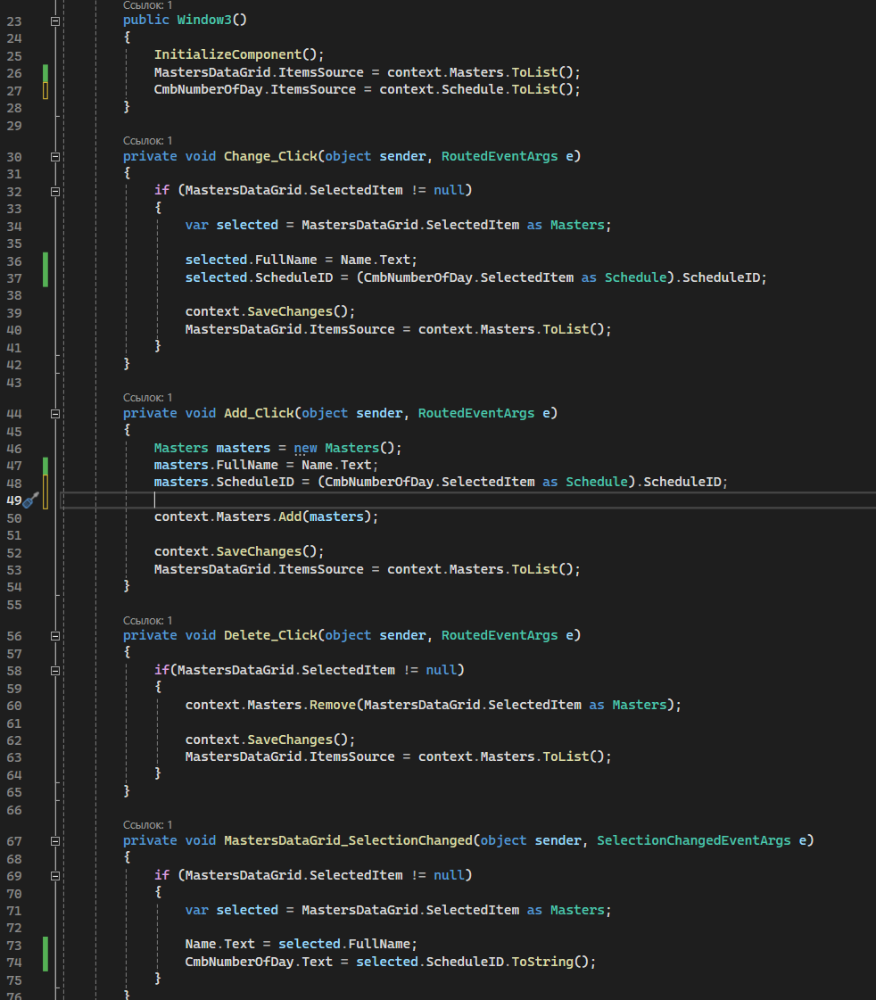 Ссылок: 1
23 public Window3()
24 {
25 InitializeComponent();
26 MastersDataGrid.ItemsSource = context.Masters.ToList();
27 CmbNumberOfDay.ItemsSource = context.Schedule.ToList();
28 }
29
Ссылок: 1
30 private void Change_Click(object sender, RoutedEventArgs e)
31 {
32 if (MastersDataGrid.SelectedItem != null)
33 {
34 var selected = MastersDataGrid.SelectedItem as Masters;
35
36 selected.FullName = Name.Text;
37 selected.ScheduleID = (CmbNumberOfDay.SelectedItem as Schedule).ScheduleID;
38
39 context.SaveChanges();
40 MastersDataGrid.ItemsSource = context.Masters.ToList();
41 }
42 }
43
Ссылок: 1
44 private void Add_Click(object sender, RoutedEventArgs e)
45 {
46 Masters masters = new Masters();
47 masters.FullName = Name.Text;
48 masters.ScheduleID = (CmbNumberOfDay.SelectedItem as Schedule).ScheduleID;
49
50 context.Masters.Add(masters);
51
52 context.SaveChanges();
53 MastersDataGrid.ItemsSource = context.Masters.ToList();
54 }
55
Ссылок: 1
56 private void Delete_Click(object sender, RoutedEventArgs e)
57 {
58 if(MastersDataGrid.SelectedItem != null)
59 {
60 context.Masters.Remove(MastersDataGrid.SelectedItem as Masters);
61
62 context.SaveChanges();
63 MastersDataGrid.ItemsSource = context.Masters.ToList();
64 }
65 }
66
Ссылок: 1
67 private void MastersDataGrid_SelectionChanged(object sender, SelectionChangedEventArgs e)
68 {
69 if (MastersDataGrid.SelectedItem != null)
70 {
71 var selected = MastersDataGrid.SelectedItem as Masters;
72
73 Name.Text = selected.FullName;
74 CmbNumberOfDay.Text = selected.ScheduleID.ToString();
75 }
76 }